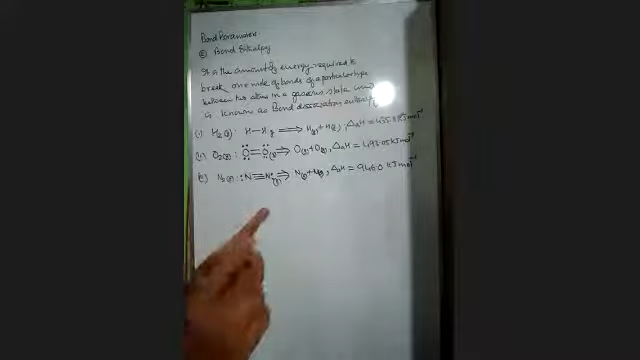 Bond Parameters
② Bond Enthalpy
It is the amount of energy required to
break one mole of bonds of a particular type
between two atoms in a gaseous state
is known as Bond dissociation enthalpy
(i) H₂(g): H—H(g) ⟹ H(g)+H(g), ΔₐH = 435.8 kJ mol⁻¹
(ii) O₂(g): :Ö=Ö:(g) ⟹ O(g)+O(g), ΔₐH = 498 kJ mol⁻¹
N₂(g): :N≡N:(g) ⟹ N(g)+N(g), ΔₐH = 946.0 kJ mol⁻¹